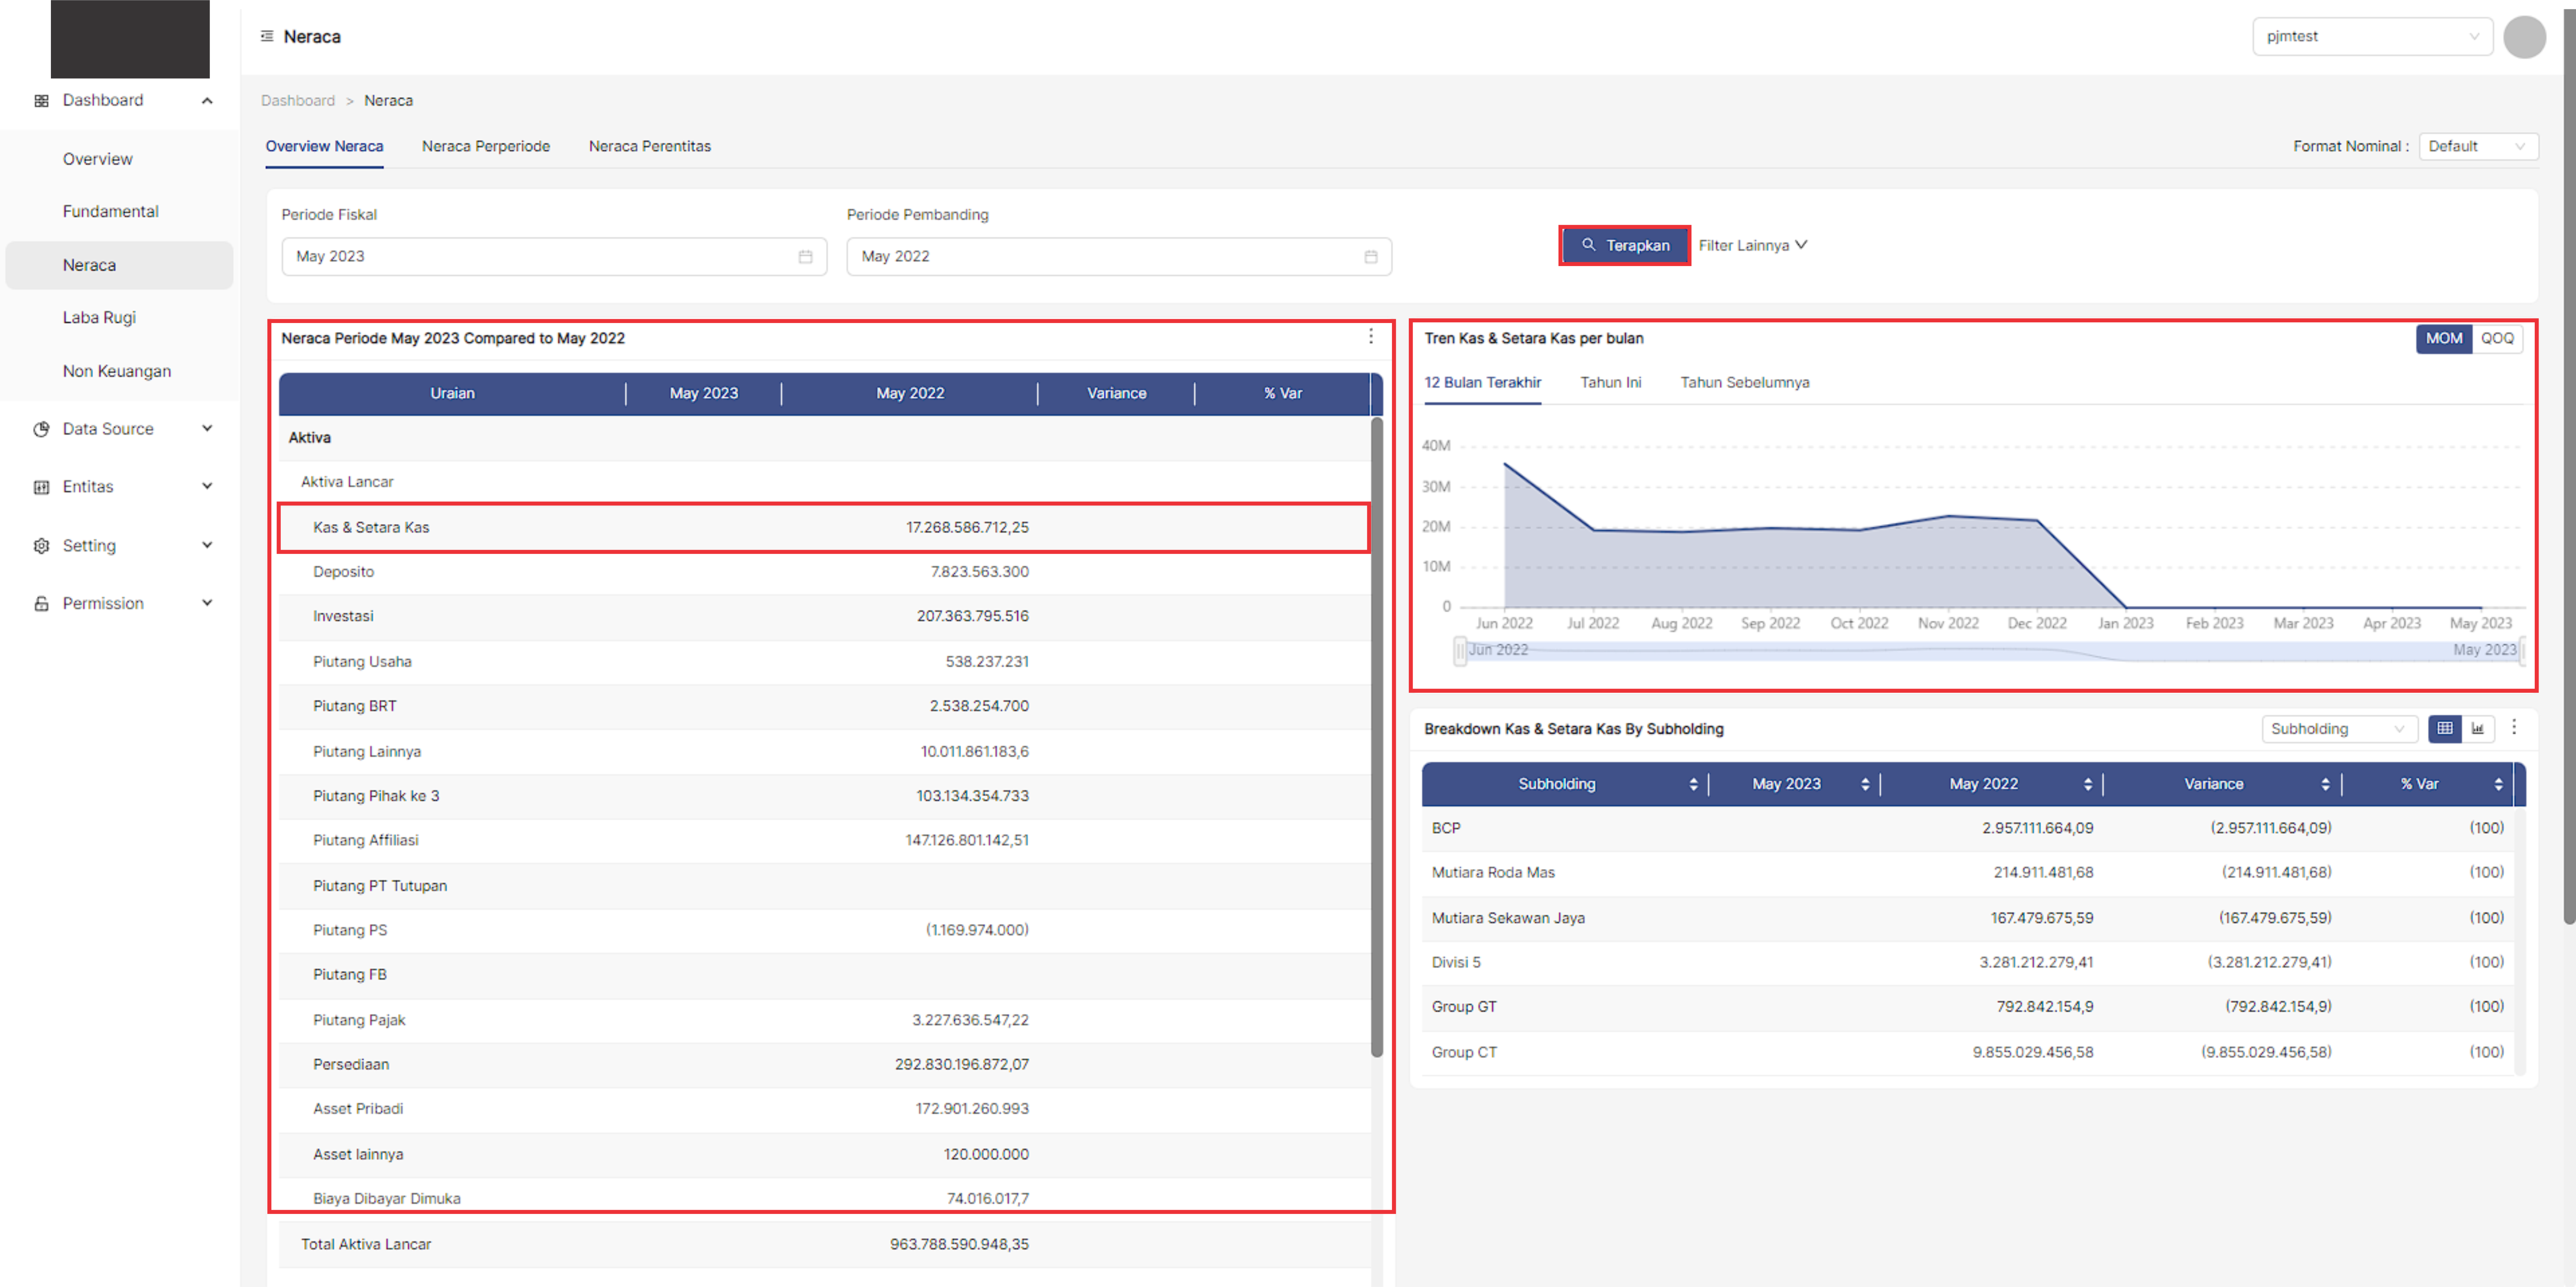 Neraca
pjmtest
Dashboard
Overview
Fundamental
Neraca
Laba Rugi
Non Keuangan
Data Source
Entitas
Setting
Permission
Dashboard > Neraca
Overview Neraca Neraca Perperiode Neraca Perentitas
Format Nominal : Default
Periode Fiskal Periode Pembanding
May 2023 May 2022
Terapkan Filter Lainnya
Neraca Periode May 2023 Compared to May 2022
Uraian May 2023 May 2022 Variance % Var
Aktiva
Aktiva Lancar
Kas & Setara Kas 17.268.586.712,25
Deposito 7.823.563.300
Investasi 207.363.795.516
Piutang Usaha 538.237.231
Piutang BRT 2.538.254.700
Piutang Lainnya 10.011.861.183,6
Piutang Pihak ke 3 103.134.354.733
Piutang Affiliasi 147.126.801.142,51
Piutang PT Tutupan
Piutang PS (1.169.974.000)
Piutang FB
Piutang Pajak 3.227.636.547,22
Persediaan 292.830.196.872,07
Asset Pribadi 172.901.260.993
Asset lainnya 120.000.000
Biaya Dibayar Dimuka 74.016.017,7
Total Aktiva Lancar 963.788.590.948,35
Tren Kas & Setara Kas per bulan
MOM QOQ
12 Bulan Terakhir Tahun Ini Tahun Sebelumnya
40M
30M
20M
10M
0
Jun 2022 Jul 2022 Aug 2022 Sep 2022 Oct 2022 Nov 2022 Dec 2022 Jan 2023 Feb 2023 Mar 2023 Apr 2023 May 2023
Jun 2022 May 2023
Breakdown Kas & Setara Kas By Subholding
Subholding
Subholding May 2023 May 2022 Variance % Var
BCP 2.957.111.664,09 (2.957.111.664,09) (100)
Mutiara Roda Mas 214.911.481,68 (214.911.481,68) (100)
Mutiara Sekawan Jaya 167.479.675,59 (167.479.675,59) (100)
Divisi 5 3.281.212.279,41 (3.281.212.279,41) (100)
Group GT 792.842.154,9 (792.842.154,9) (100)
Group CT 9.855.029.456,58 (9.855.029.456,58) (100)